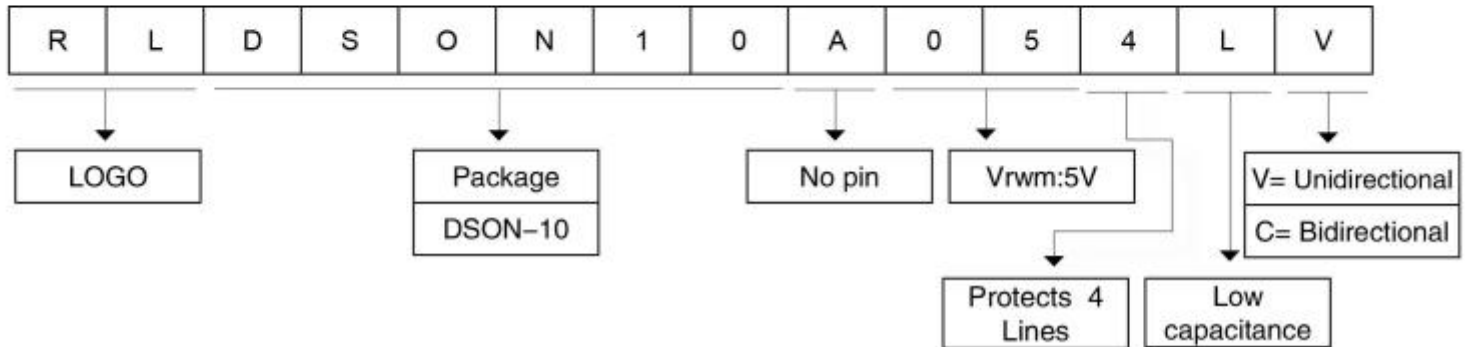 R L D S O N 1 0 A 0 5 4 L V
LOGO
Package
DSON-10
No pin
Vrwm:5V
V= Unidirectional
C= Bidirectional
Protects 4
Lines
Low
capacitance